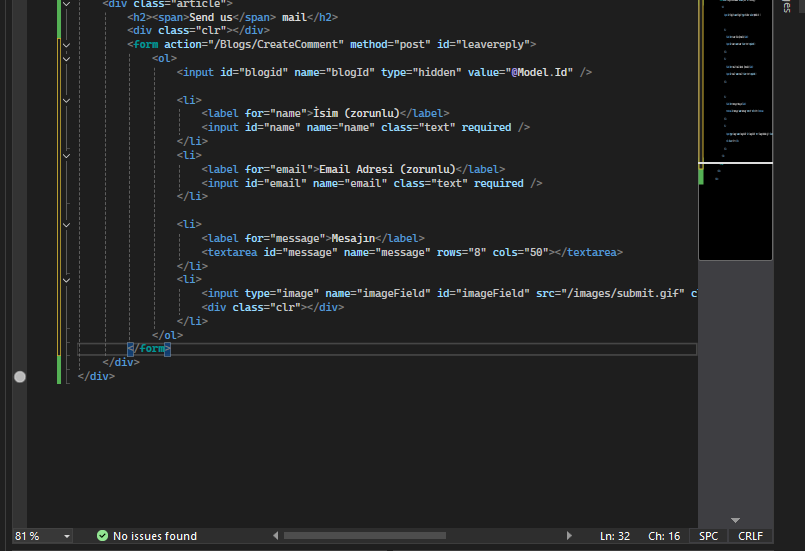 <div class="article">
<h2><span>Send us</span> mail</h2>
<div class="clr"></div>
<form action="/Blogs/CreateComment" method="post" id="leavereply">
<ol>
<input id="blogid" name="blogId" type="hidden" value="@Model.Id" />
<li>
<label for="name">İsim (zorunlu)</label>
<input id="name" name="name" class="text" required />
</li>
<li>
<label for="email">Email Adresi (zorunlu)</label>
<input id="email" name="email" class="text" required />
</li>
<li>
<label for="message">Mesajın</label>
<textarea id="message" name="message" rows="8" cols="50"></textarea>
</li>
<li>
<input type="image" name="imageField" id="imageField" src="/images/submit.gif" c
<div class="clr"></div>
</li>
</ol>
</form>
</div>
</div>
81 % No issues found Ln: 32 Ch: 16 SPC CRLF